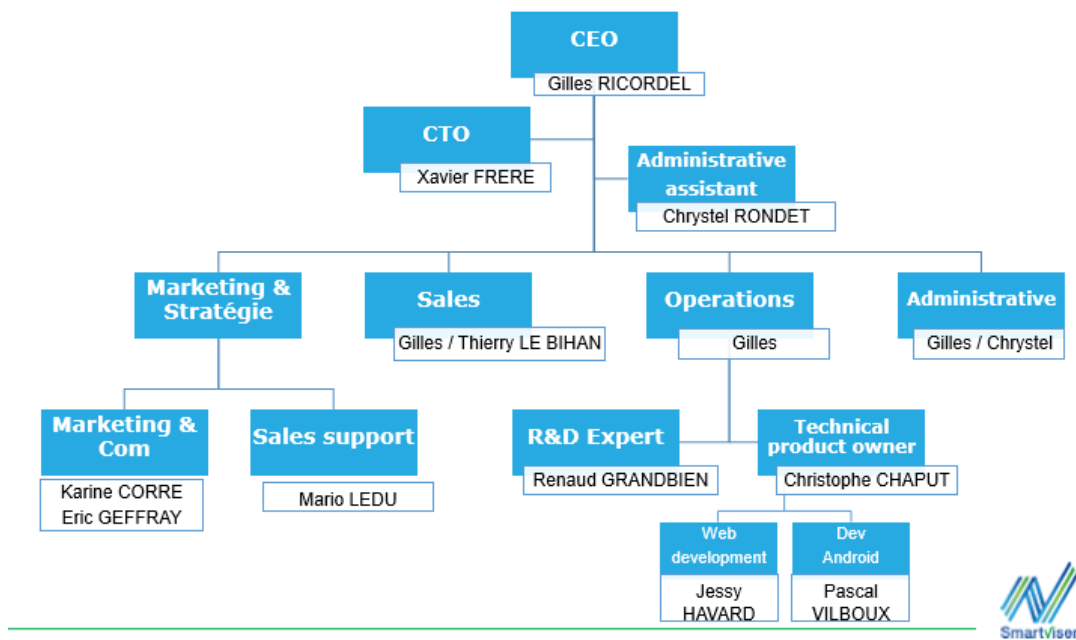 CEO
Gilles RICORDEL
CTO
Xavier FRERE
Administrative
assistant
Chrystel RONDET
Marketing &
Stratégie
Sales
Gilles / Thierry LE BIHAN
Operations
Gilles
Administrative
Gilles / Chrystel
Marketing &
Com
Karine CORRE
Eric GEFFRAY
Sales support
Mario LEDU
R&D Expert
Renaud GRANDBIEN
Technical
product owner
Christophe CHAPUT
Web
development
Jessy
HAVARD
Dev
Android
Pascal
VILBOUX
SmartViser